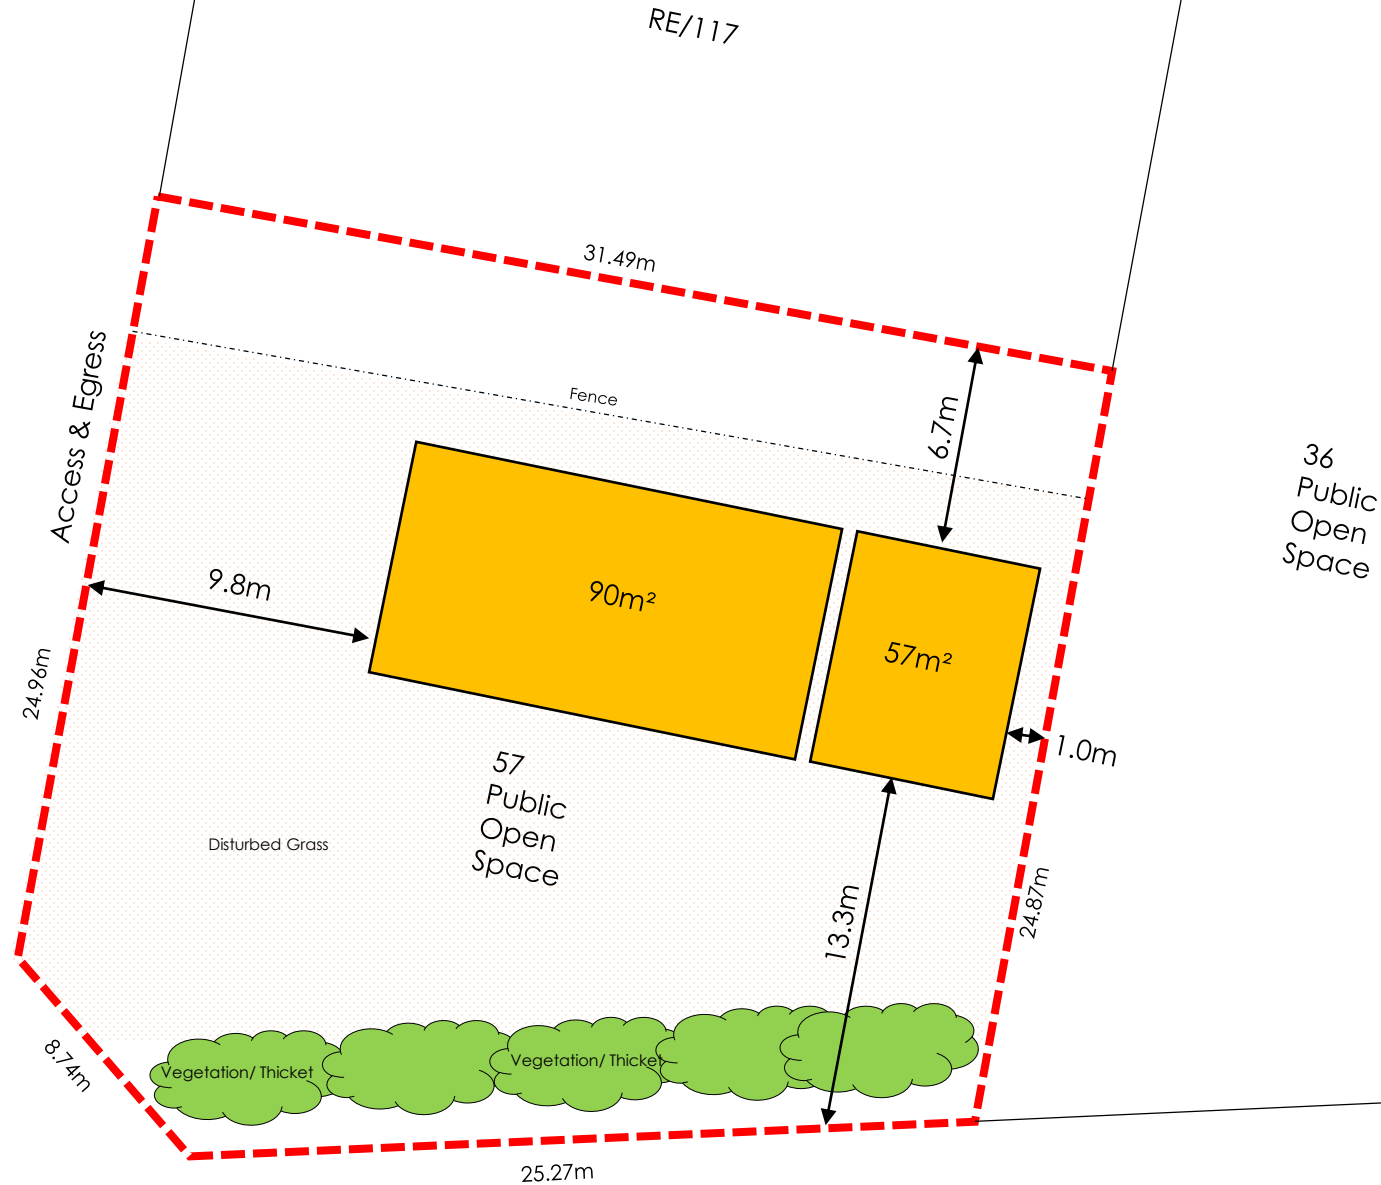 RE/117
31.49m
Access & Egress
Fence
6.7m
36
Public
Open
Space
9.8m
90m²
57m²
24.96m
1.0m
57
Public
Open
Space
Disturbed Grass
13.3m
24.87m
8.74m
Vegetation/ Thicket
Vegetation/ Thicket
25.27m